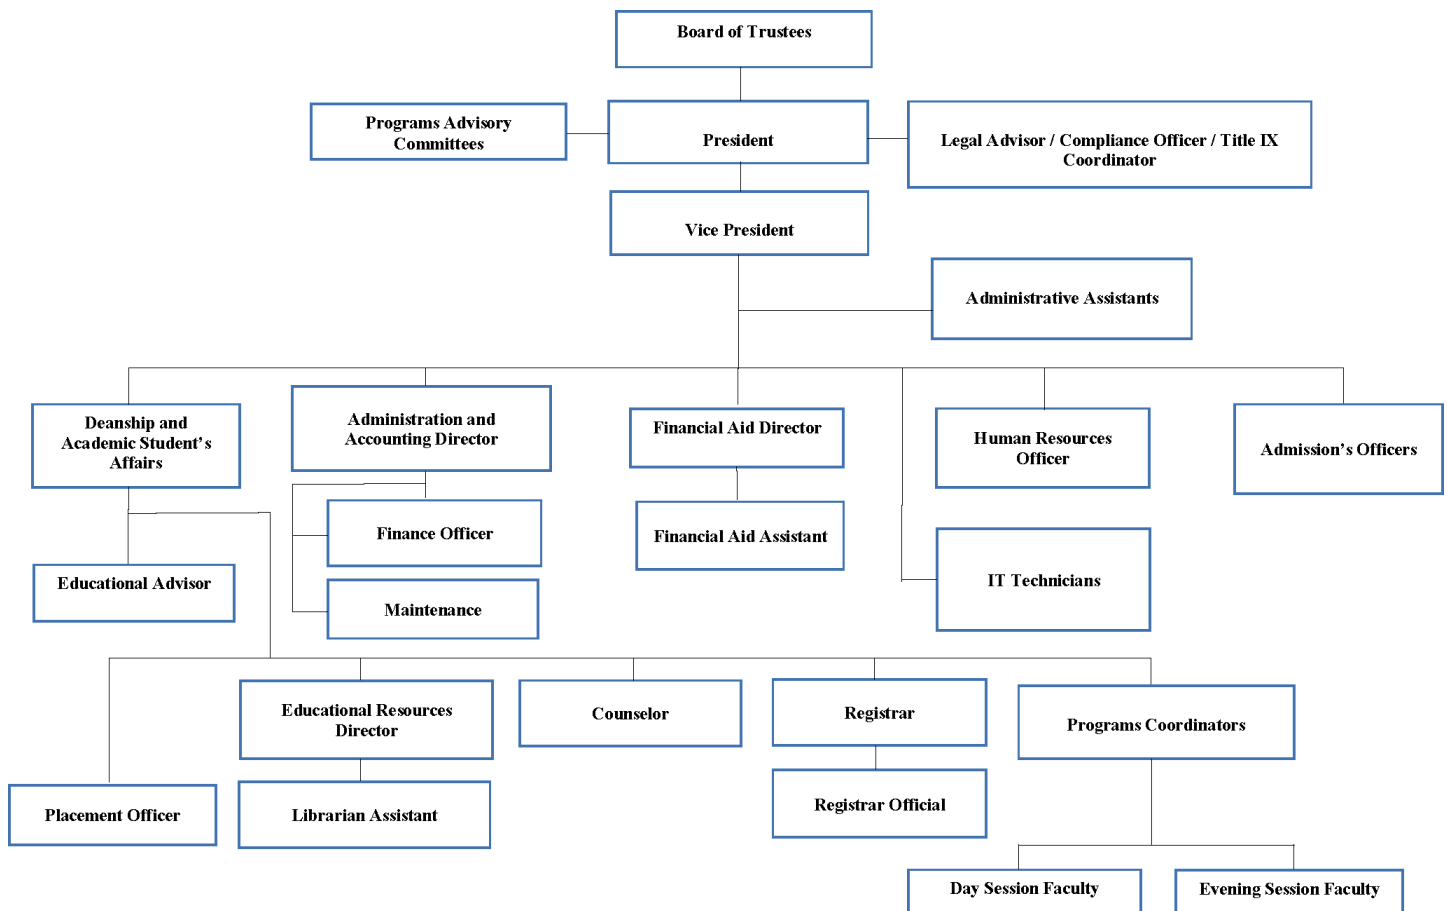 Board of Trustees
Programs Advisory
Committees
President
Legal Advisor / Compliance Officer / Title IX
Coordinator
Vice President
Administrative Assistants
Deanship and
Academic Student’s
Affairs
Administration and
Accounting Director
Financial Aid Director
Human Resources
Officer
Admission’s Officers
Finance Officer
Financial Aid Assistant
IT Technicians
Educational Advisor
Maintenance
Educational Resources
Director
Counselor
Registrar
Programs Coordinators
Placement Officer
Librarian Assistant
Registrar Official
Day Session Faculty
Evening Session Faculty